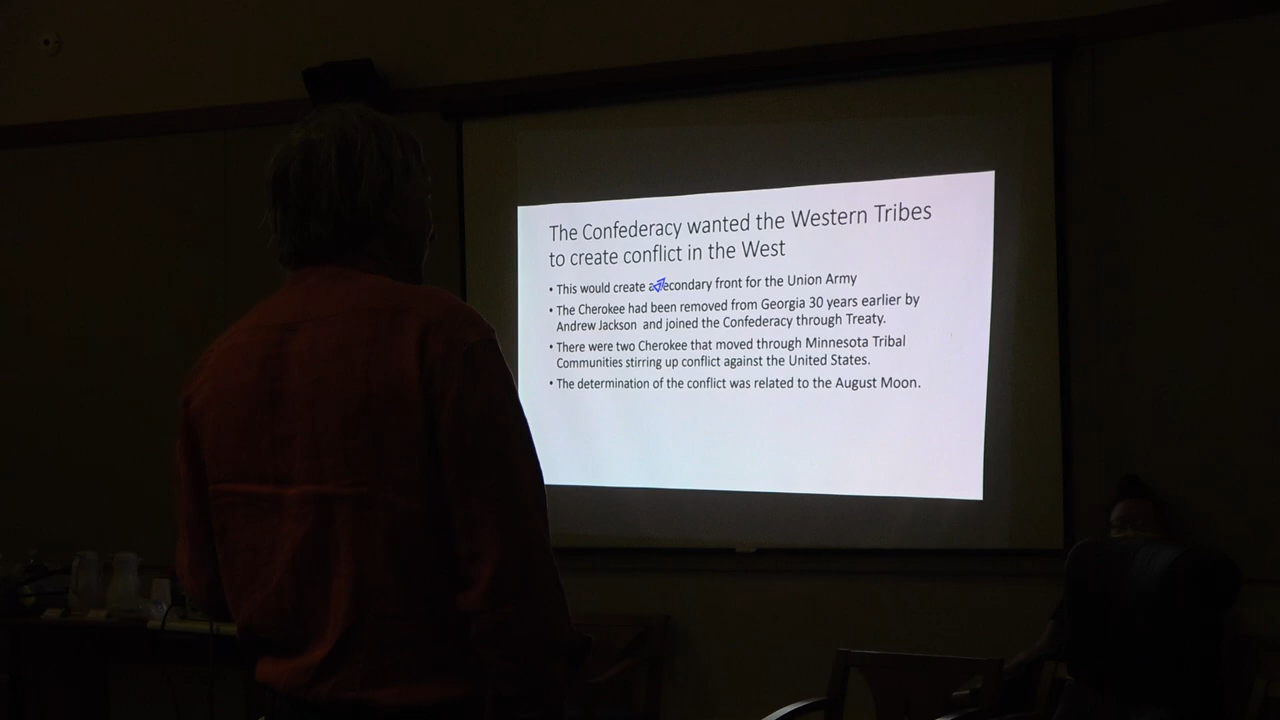 The Confederacy wanted the Western Tribes
to create conflict in the West
• This would create a secondary front for the Union Army
• The Cherokee had been removed from Georgia 30 years earlier by
Andrew Jackson and joined the Confederacy through Treaty.
• There were two Cherokee that moved through Minnesota Tribal
Communities stirring up conflict against the United States.
• The determination of the conflict was related to the August Moon.